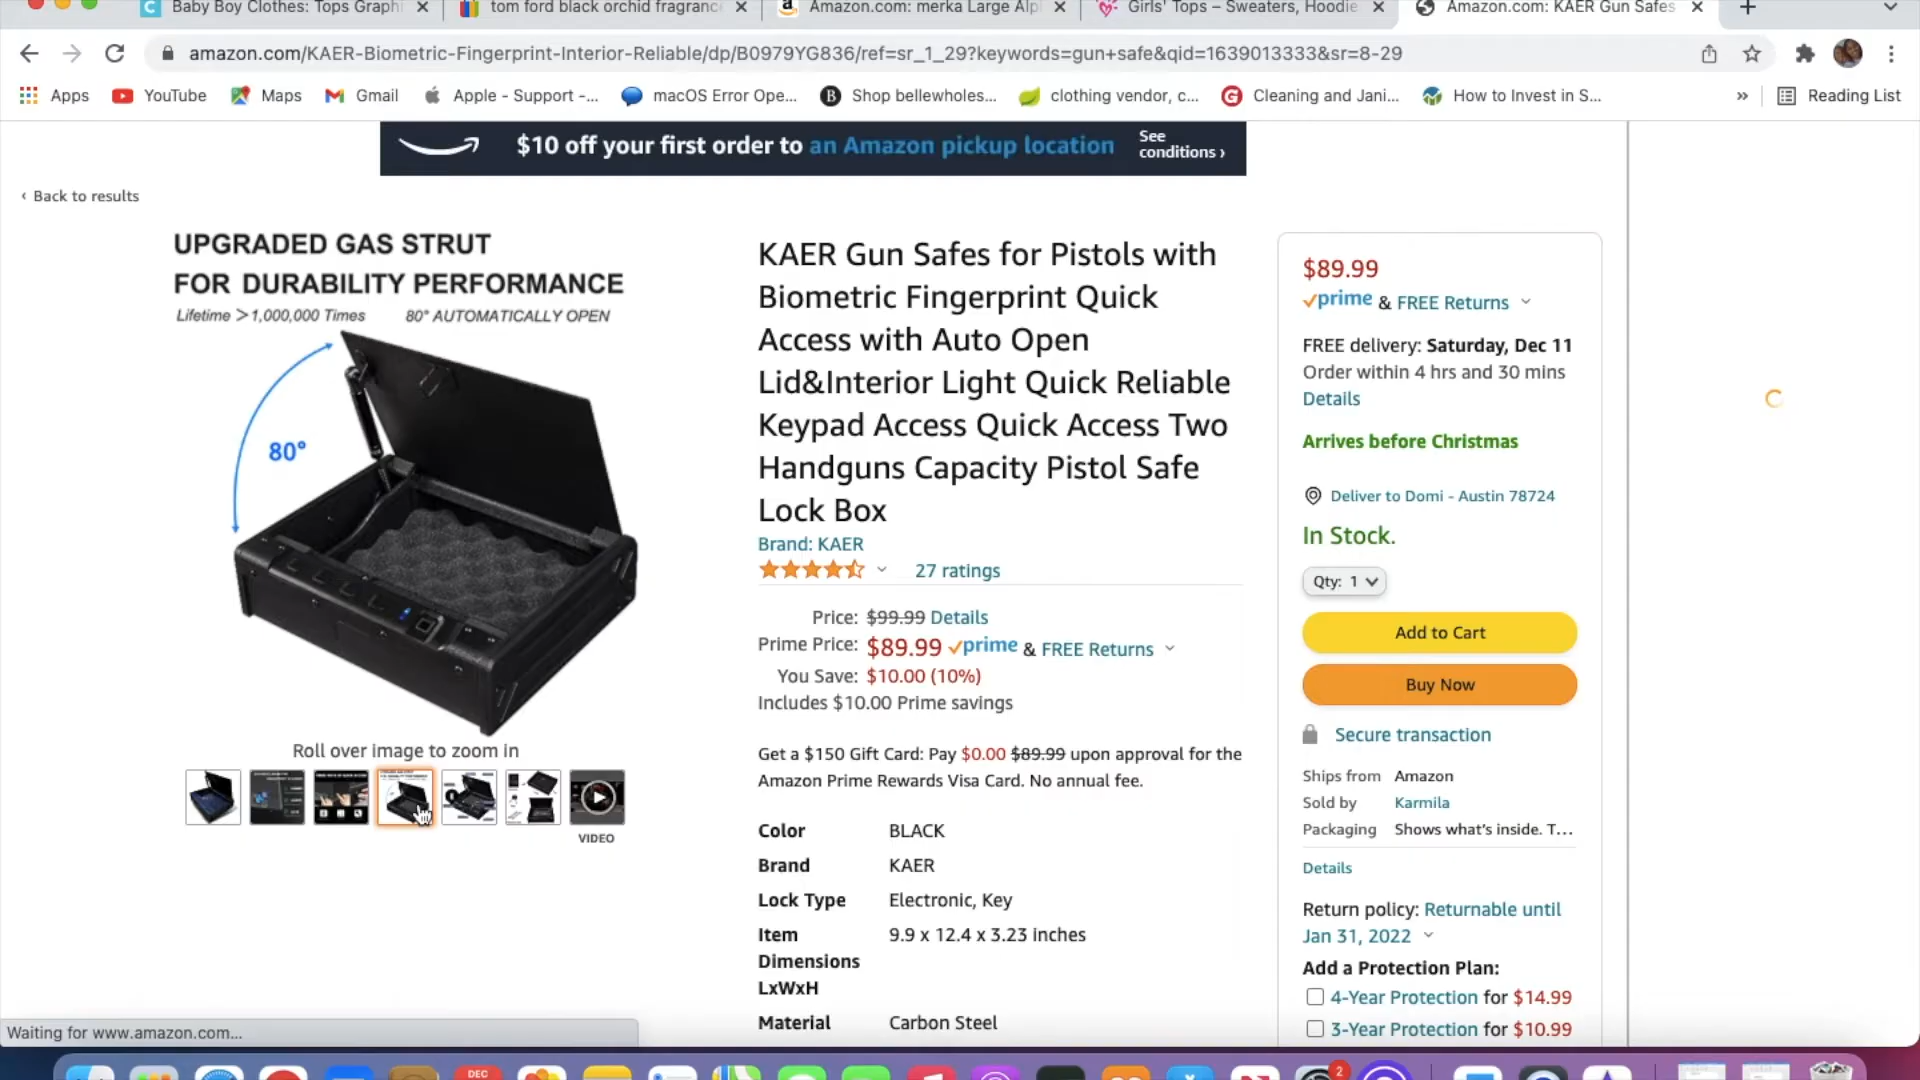 Baby Boy Clothes: Tops Graphi
tom ford black orchid fragranc
Amazon.com: merka Large Alp
Girls' Tops – Sweaters, Hoodie
Amazon.com: KAER Gun Safes
amazon.com/KAER-Biometric-Fingerprint-Interior-Reliable/dp/B0979YG836/ref=sr_1_29?keywords=gun+safe&qid=1639013333&sr=8-29
Apps
YouTube
Maps
Gmail
Apple - Support -...
macOS Error Ope...
Shop bellewholes...
clothing vendor, c...
Cleaning and Jani...
How to Invest in S...
»
Reading List
$10 off your first order to an Amazon pickup location
See
conditions ›
‹ Back to results
UPGRADED GAS STRUT
FOR DURABILITY PERFORMANCE
Lifetime >1,000,000 Times 80° AUTOMATICALLY OPEN
80°
Roll over image to zoom in
VIDEO
KAER Gun Safes for Pistols with
Biometric Fingerprint Quick
Access with Auto Open
Lid&Interior Light Quick Reliable
Keypad Access Quick Access Two
Handguns Capacity Pistol Safe
Lock Box
Brand: KAER
27 ratings
Price: $99.99 Details
Prime Price: $89.99 prime & FREE Returns
You Save: $10.00 (10%)
Includes $10.00 Prime savings
Get a $150 Gift Card: Pay $0.00 $89.99 upon approval for the
Amazon Prime Rewards Visa Card. No annual fee.
Color BLACK
Brand KAER
Lock Type Electronic, Key
Item 9.9 x 12.4 x 3.23 inches
Dimensions
LxWxH
Material Carbon Steel
$89.99
prime & FREE Returns
FREE delivery: Saturday, Dec 11
Order within 4 hrs and 30 mins
Details
Arrives before Christmas
Deliver to Domi - Austin 78724
In Stock.
Qty: 1
Add to Cart
Buy Now
Secure transaction
Ships from Amazon
Sold by Karmila
Packaging Shows what's inside. T...
Details
Return policy: Returnable until
Jan 31, 2022
Add a Protection Plan:
4-Year Protection for $14.99
3-Year Protection for $10.99
Waiting for www.amazon.com...
DEC
2